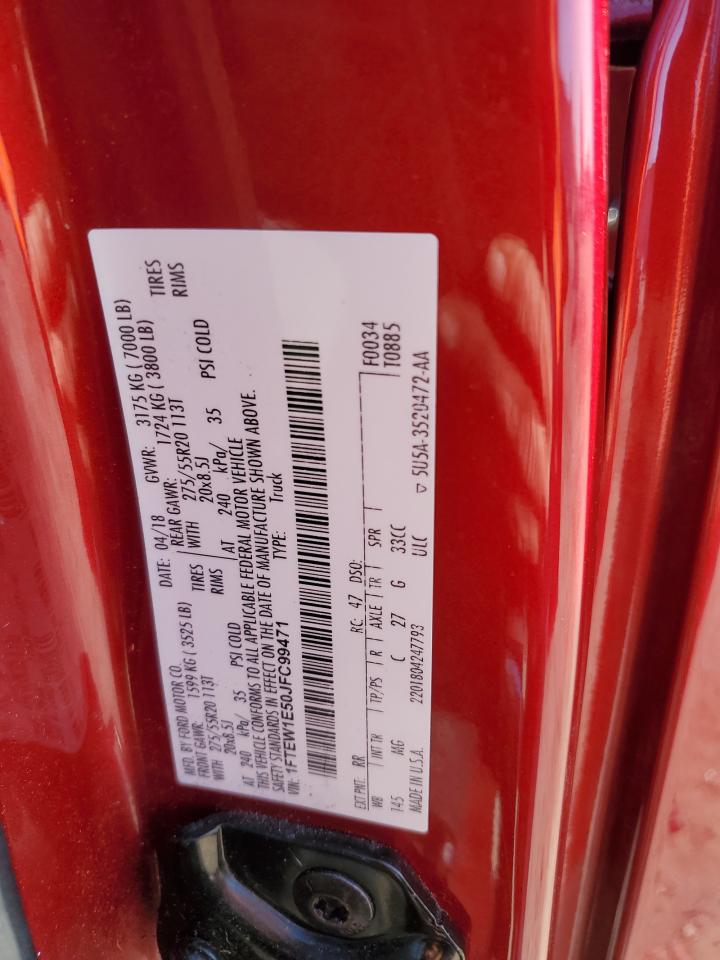 MFD. BY FORD MOTOR CO.
DATE: 04/18 GVWR: 3175 KG ( 7000 LB)
FRONT GAWR: 1599 KG ( 3525 LB) REAR GAWR: 1724 KG ( 3800 LB)
WITH 275/55R20 113T TIRES WITH 275/55R20 113T TIRES
20x8.5J RIMS 20x8.5J RIMS
AT 240 kPa/ 35 PSI COLD AT 240 kPa/ 35 PSI COLD
THIS VEHICLE CONFORMS TO ALL APPLICABLE FEDERAL MOTOR VEHICLE
SAFETY STANDARDS IN EFFECT ON THE DATE OF MANUFACTURE SHOWN ABOVE.
VIN: 1FTEW1E50JFC99471 TYPE: Truck
EXT PNT: RR RC: 47 DSO: F0034
WB INT TR TP/PS R AXLE TR SPR T0885
145 MG C 27 G 33CC
MADE IN U.S.A. 2201804247793 ULC ▽ 5U5A-3520472-AA